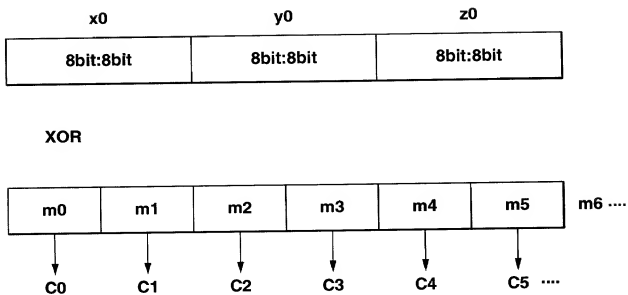 x0 y0 z0
8bit:8bit 8bit:8bit 8bit:8bit
XOR
m0 m1 m2 m3 m4 m5 m6 ····
C0 C1 C2 C3 C4 C5 ····